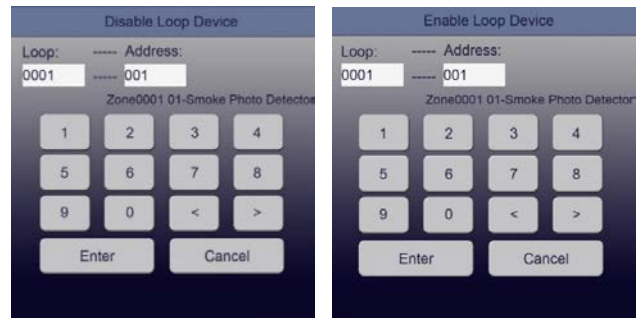 Disable Loop Device
Loop: ----- Address:
0001 ----- 001
Zone0001 01-Smoke Photo Detector
1 2 3 4
5 6 7 8
9 0 < >
Enter Cancel
Enable Loop Device
Loop: ----- Address:
0001 ----- 001
Zone0001 01-Smoke Photo Detector
1 2 3 4
5 6 7 8
9 0 < >
Enter Cancel